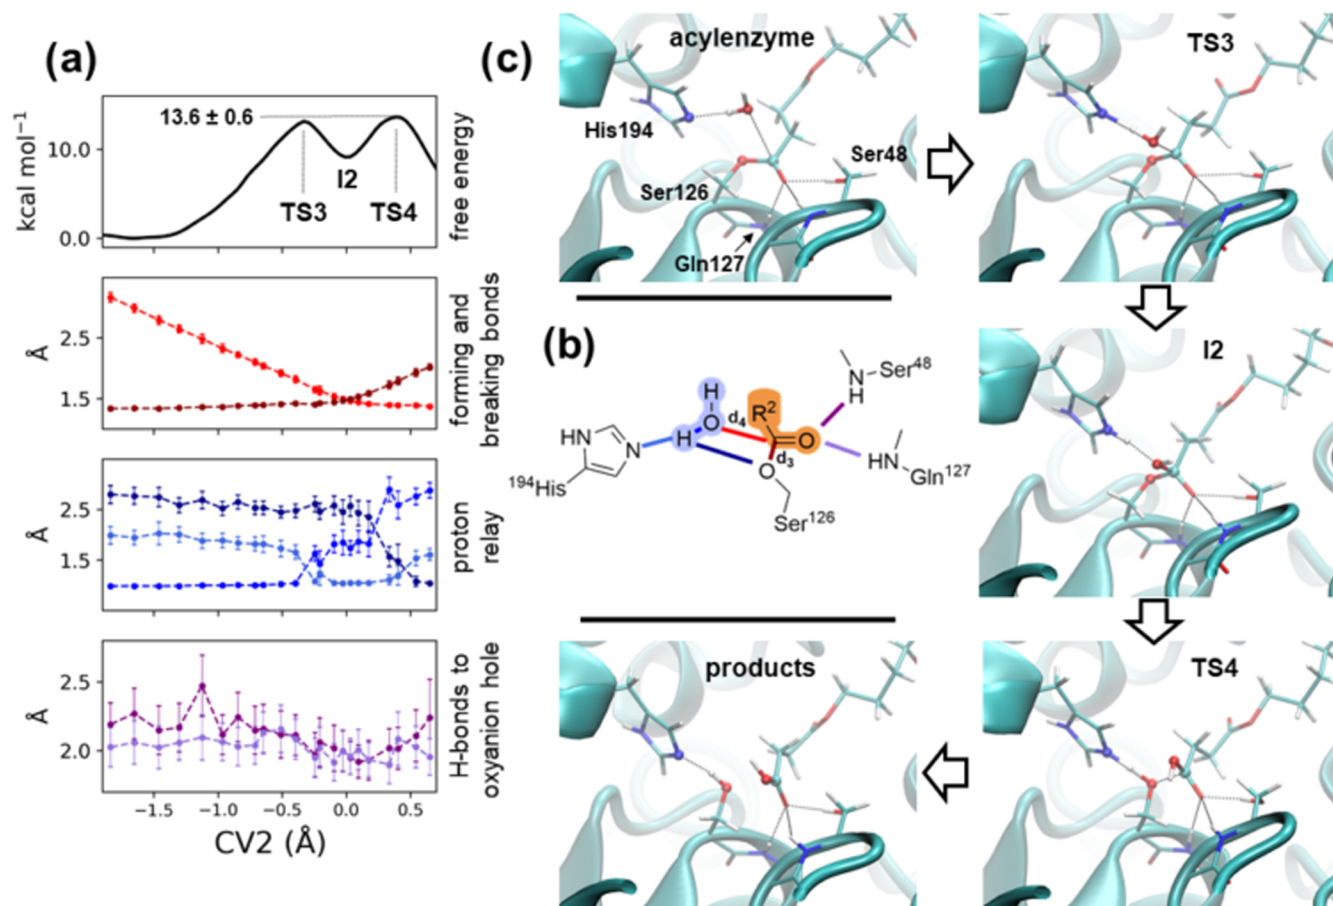 (a)
13.6 ± 0.6
10.0
0.0
kcal mol⁻¹
I2
TS3
TS4
free energy
2.5
1.5
Å
forming and
breaking bonds
2.5
1.5
Å
proton
relay
2.5
2.0
Å
H-bonds to
oxyanion hole
−1.5
−1.0
−0.5
0.0
0.5
CV2 (Å)
(c)
acylenzyme
His194
Ser48
Ser126
Gln127
TS3
(b)
H
O
H
d₄
R²
O
d₃
O
HN
N
¹⁹⁴His
N
H
Ser⁴⁸
HN
Gln¹²⁷
Ser¹²⁶
I2
products
TS4